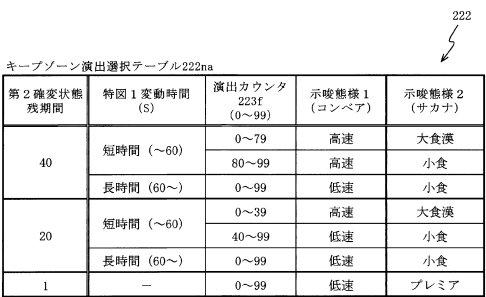 222
キープゾーン演出選択テーブル222na
第2確変状態
残期間
特図1変動時間
(S)
演出カウンタ
223f
(0~99)
示唆態様1
(コンベア)
示唆態様2
(サカナ)
40
短時間(~60)
0~79
高速
大食漢
80~99
高速
小食
長時間(60~)
0~99
低速
小食
20
短時間(~60)
0~39
高速
大食漢
40~99
低速
小食
長時間(60~)
0~99
低速
小食
1
-
0~99
低速
プレミア